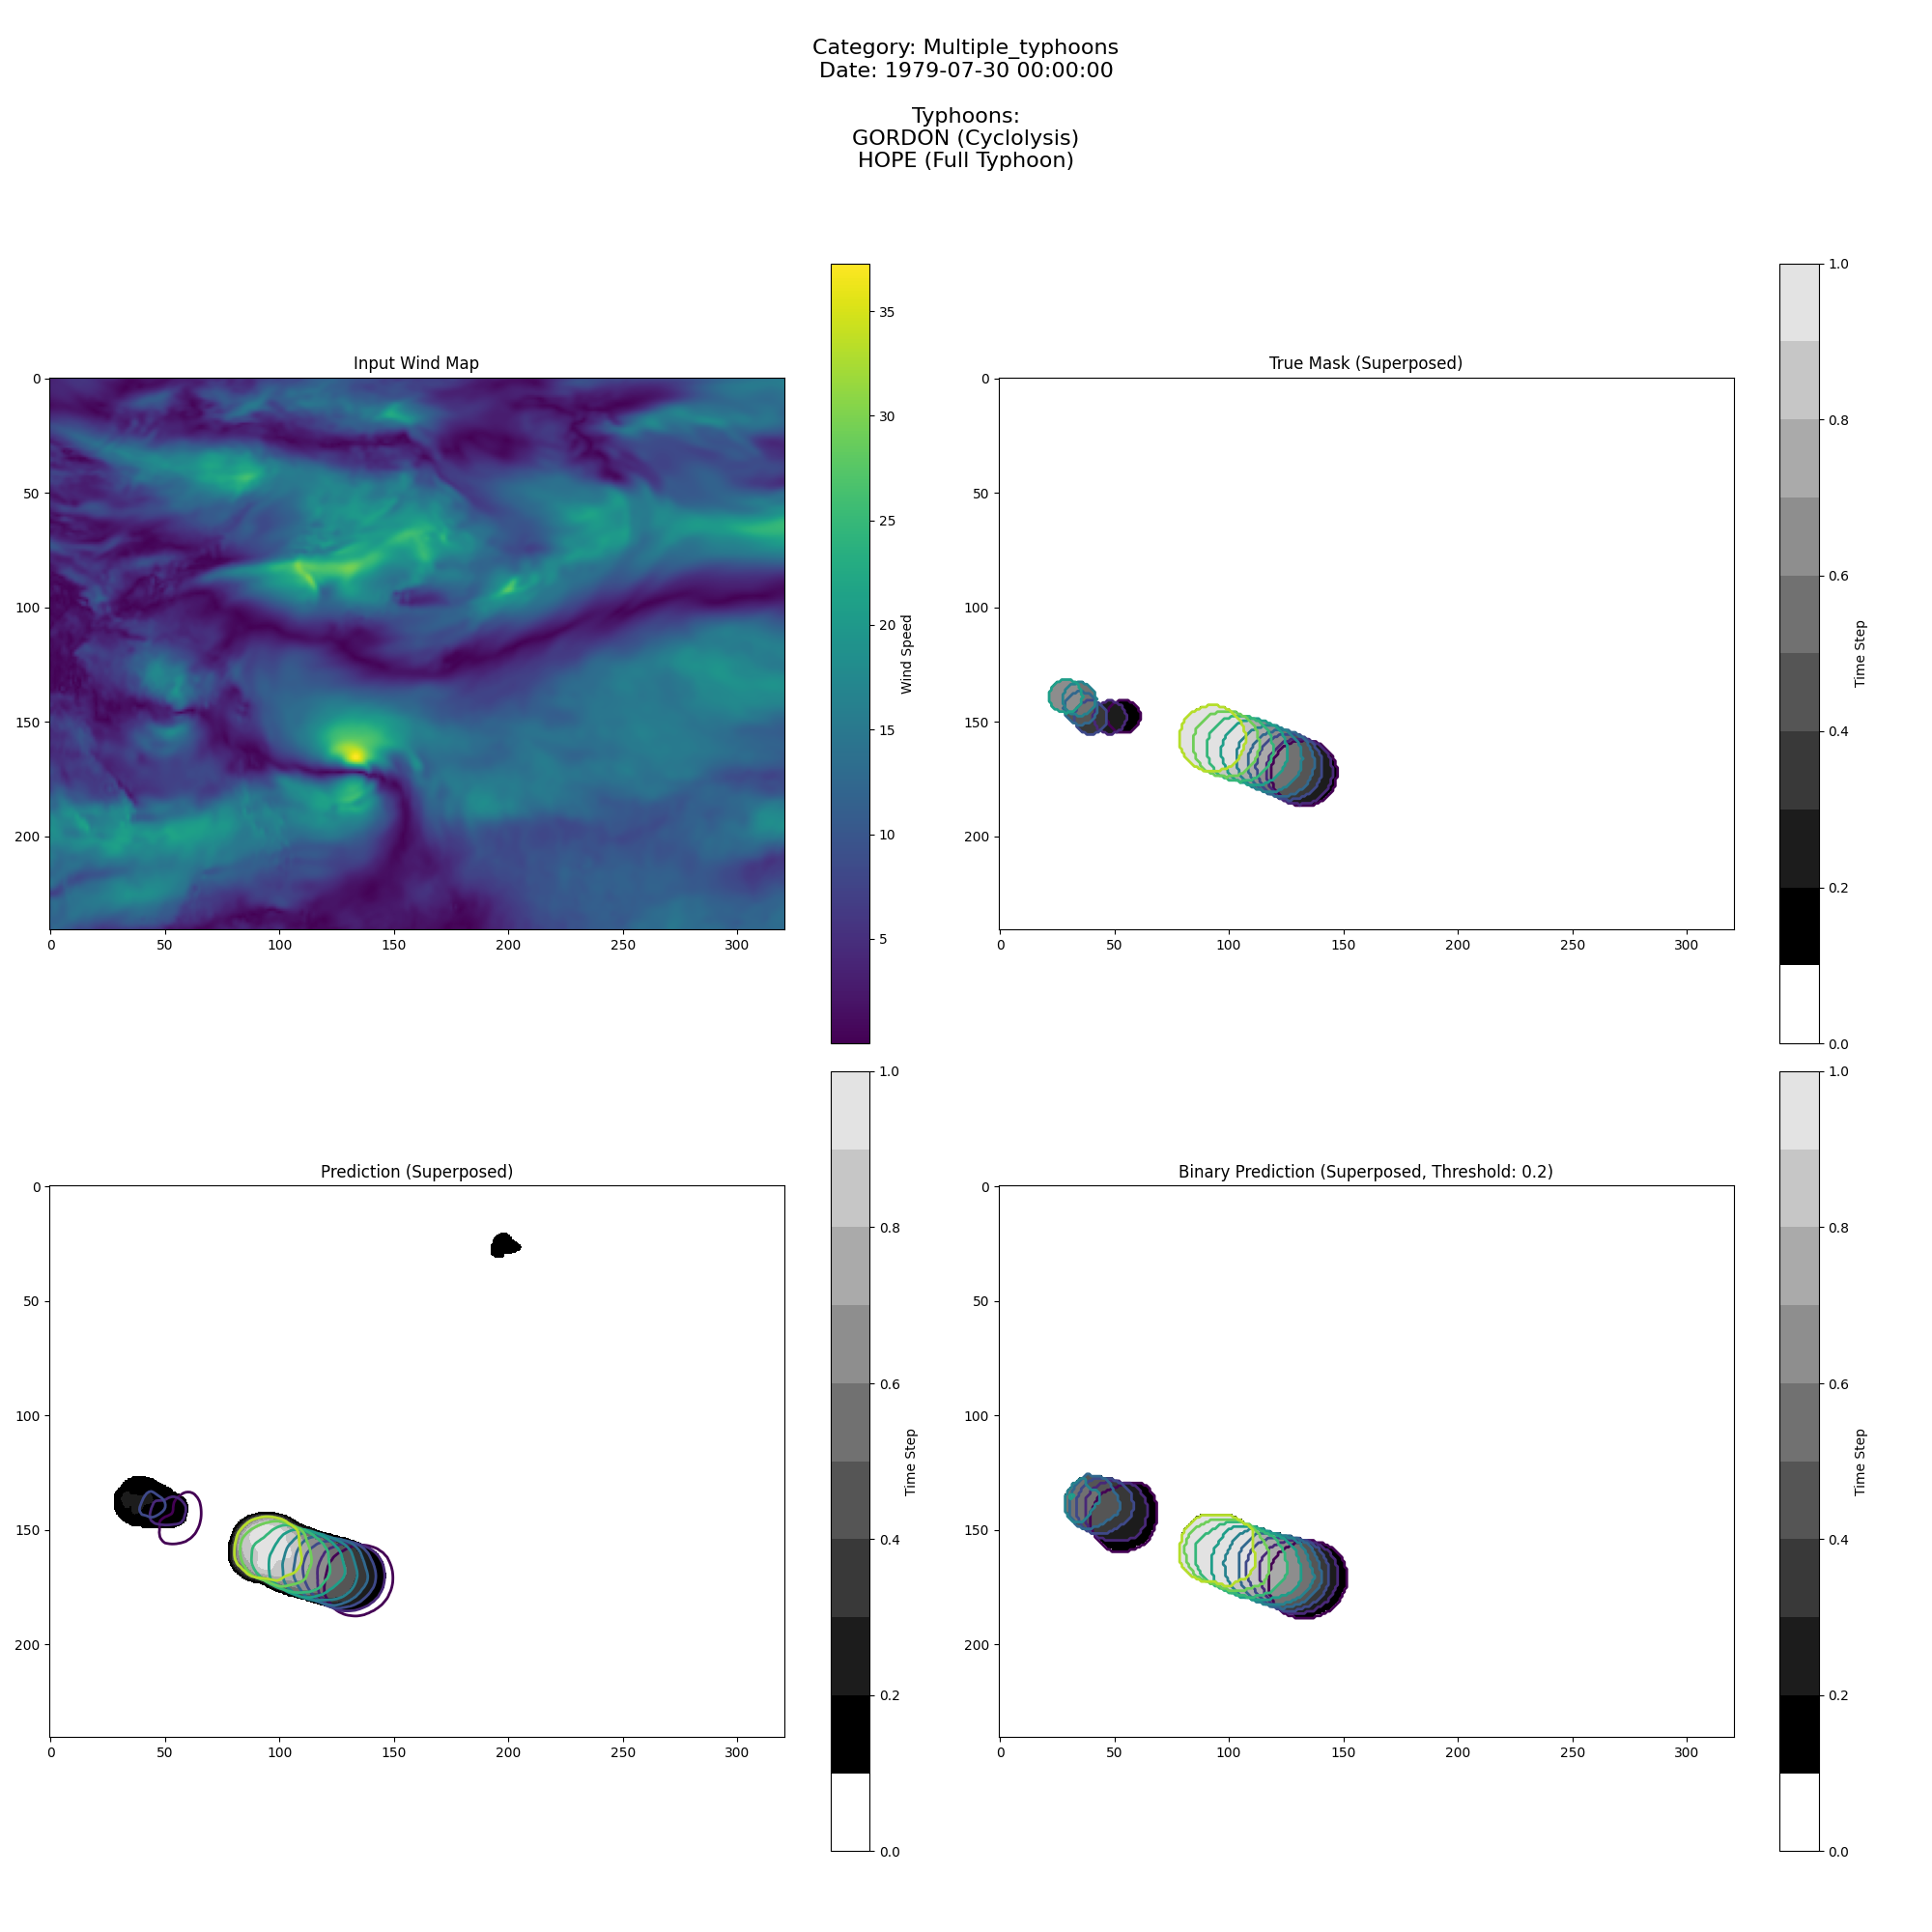 Category: Multiple_typhoons
Date: 1979-07-30 00:00:00
Typhoons:
GORDON (Cyclolysis)
HOPE (Full Typhoon)
Input Wind Map
0
50
100
150
200
0 50 100 150 200 250 300
35
30
25
20
15
10
5
Wind Speed
True Mask (Superposed)
0
50
100
150
200
0 50 100 150 200 250 300
1.0
0.8
0.6
0.4
0.2
0.0
Time Step
Prediction (Superposed)
0
50
100
150
200
0 50 100 150 200 250 300
1.0
0.8
0.6
0.4
0.2
0.0
Time Step
Binary Prediction (Superposed, Threshold: 0.2)
0
50
100
150
200
0 50 100 150 200 250 300
1.0
0.8
0.6
0.4
0.2
0.0
Time Step